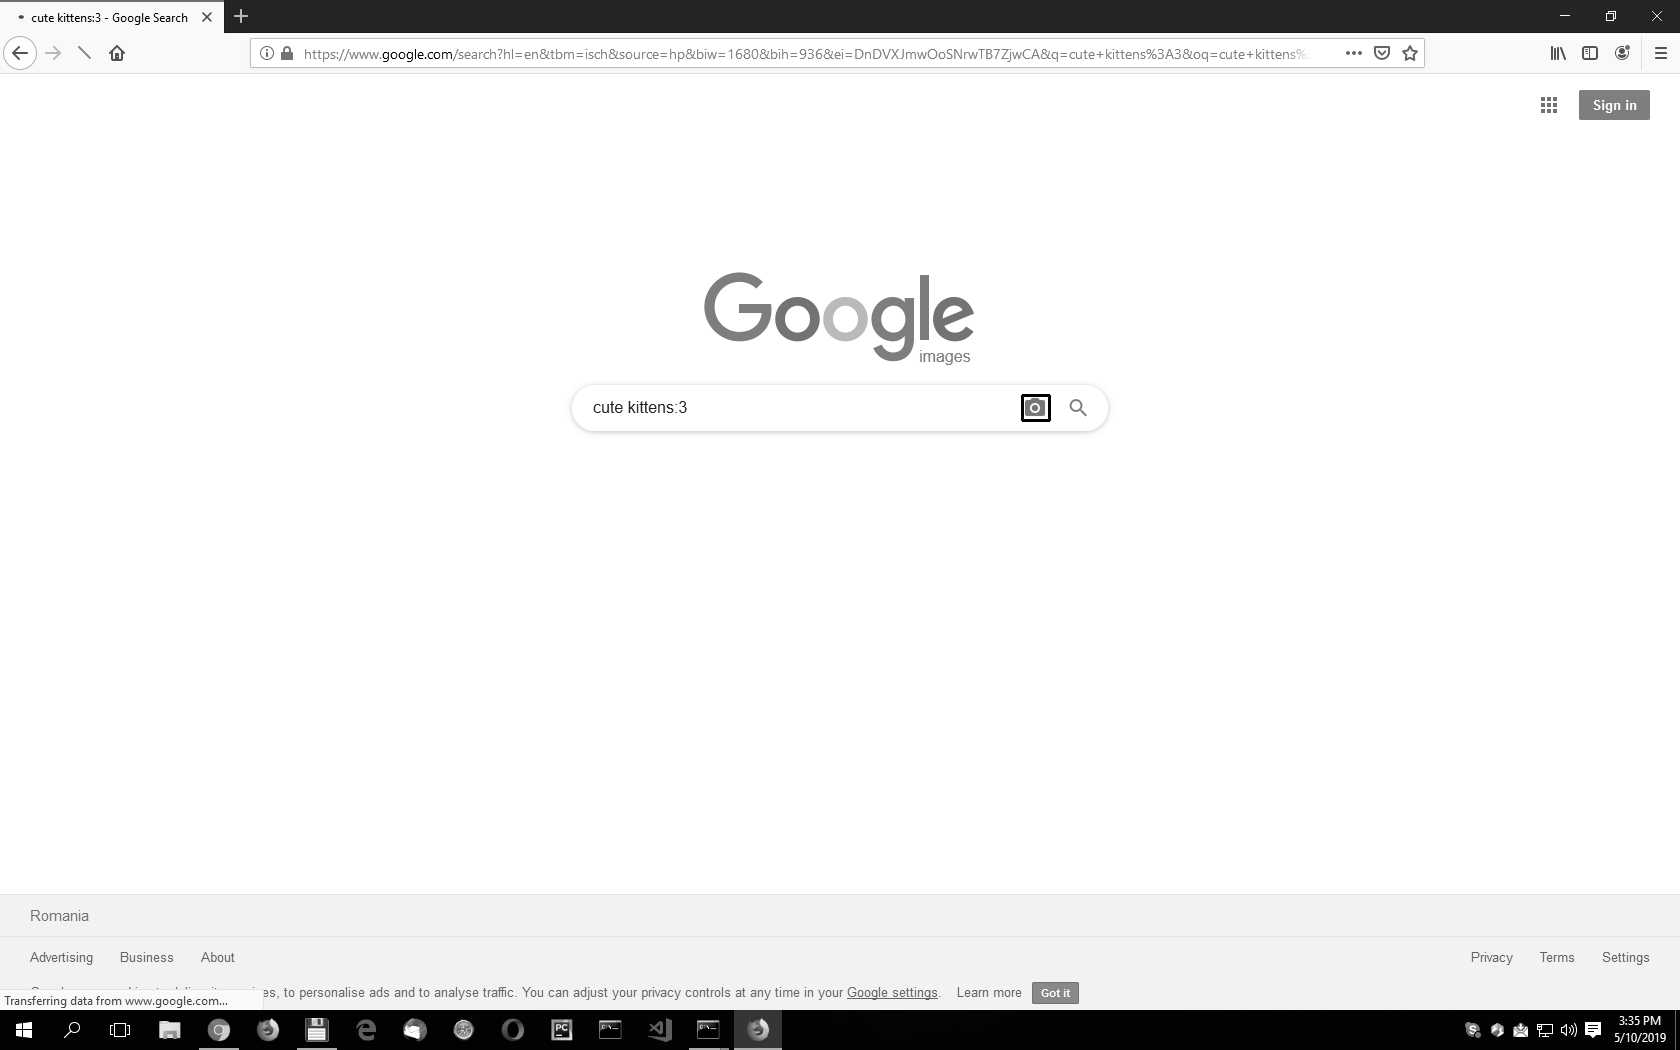 cute kittens:3 - Google Search
https://www.google.com/search?hl=en&tbm=isch&source=hp&biw=1680&bih=936&ei=DnDVXJmwOoSNrwTB7ZjwCA&q=cute+kittens%3A3&oq=cute+kittens%
Sign in
Google
images
cute kittens:3
Romania
Advertising Business About Privacy Terms Settings
es, to personalise ads and to analyse traffic. You can adjust your privacy controls at any time in your Google settings. Learn more Got it
Transferring data from www.google.com...
PC
3:35 PM
5/10/2019